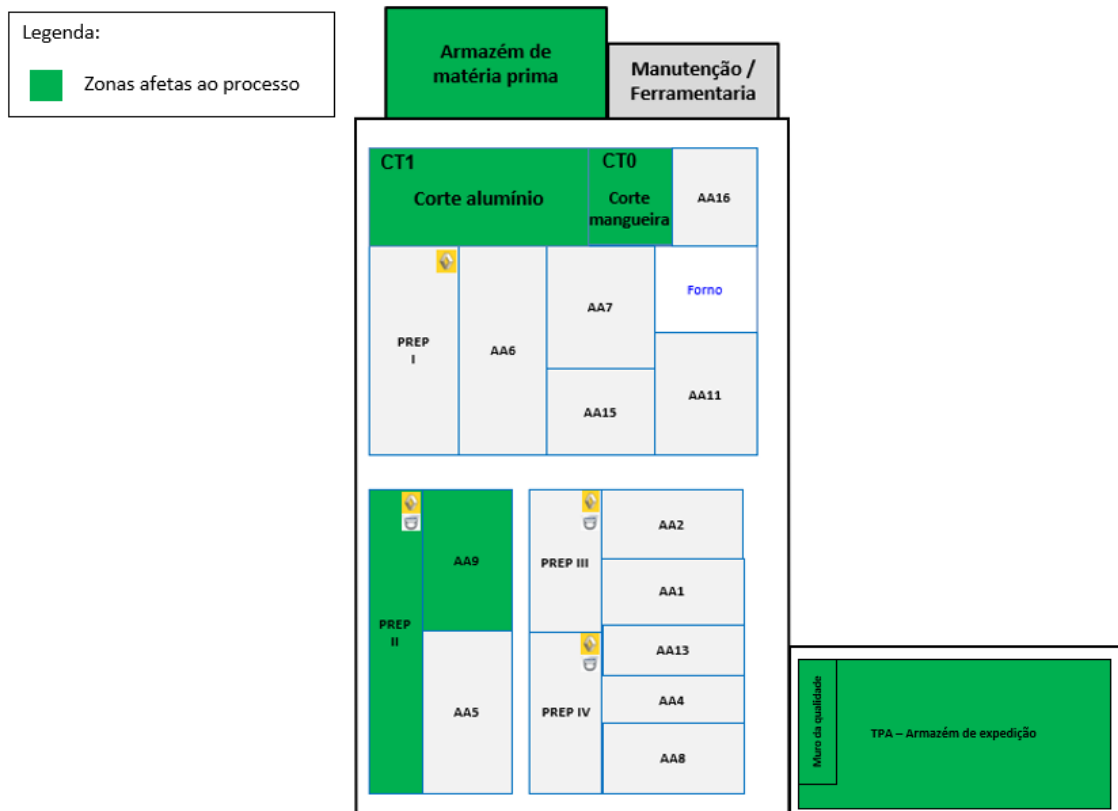 Legenda:
Zonas afetas ao processo
Armazém de
matéria prima
Manutenção /
Ferramentaria
CT1
Corte alumínio
CT0
Corte
mangueira
AA16
PREP
I
AA6
AA7
Forno
AA15
AA11
PREP
II
AA9
AA5
PREP III
AA2
AA1
PREP IV
AA13
AA4
AA8
Muro da qualidade
TPA – Armazém de expedição